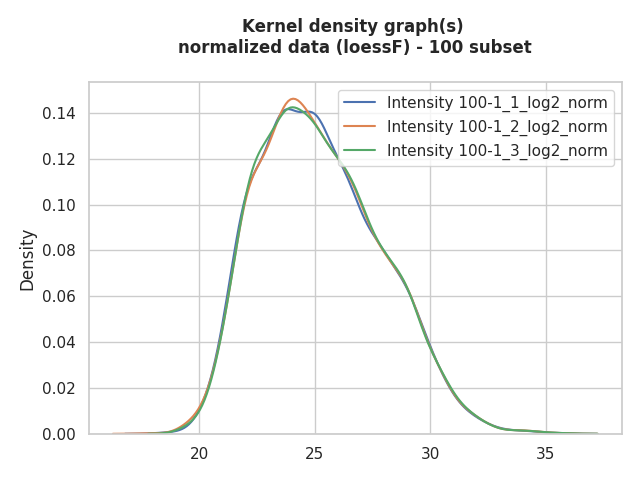 Kernel density graph(s)
normalized data (loessF) - 100 subset
Intensity 100-1_1_log2_norm
Intensity 100-1_2_log2_norm
Intensity 100-1_3_log2_norm
Density
0.14
0.12
0.10
0.08
0.06
0.04
0.02
0.00
20
25
30
35